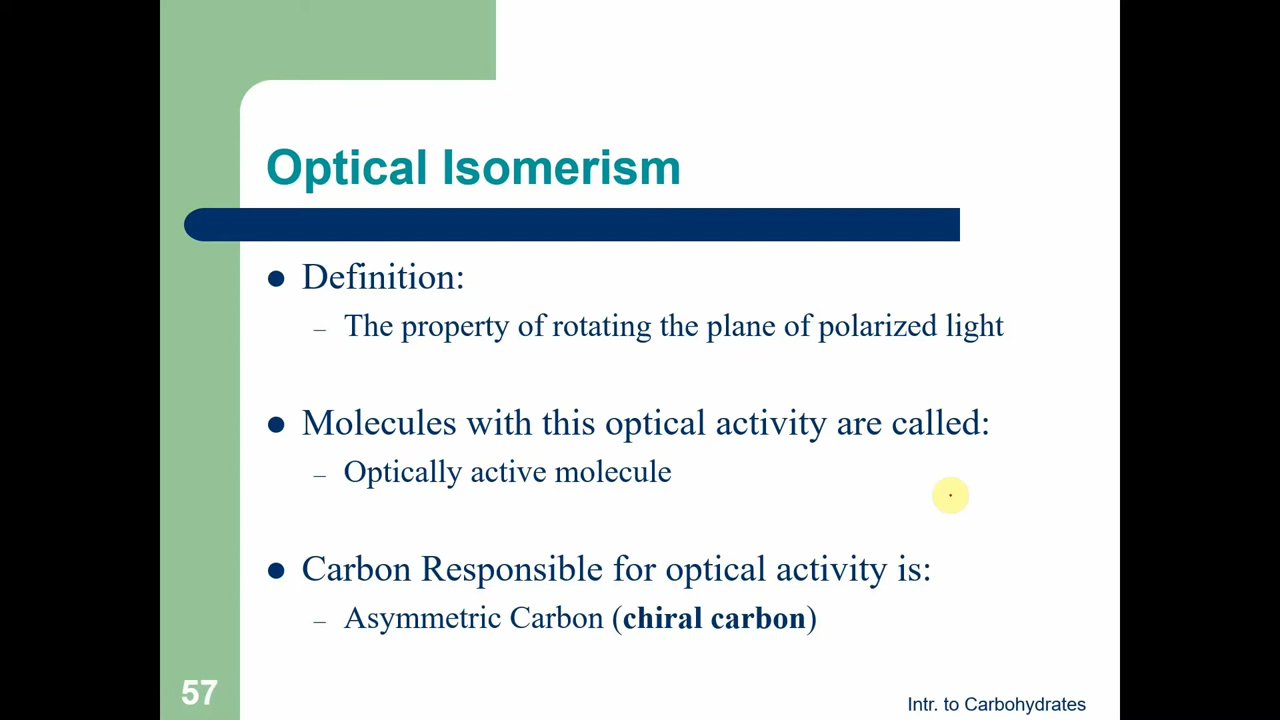 Optical Isomerism
● Definition:
– The property of rotating the plane of polarized light
● Molecules with this optical activity are called:
– Optically active molecule
● Carbon Responsible for optical activity is:
– Asymmetric Carbon (chiral carbon)
57
Intr. to Carbohydrates